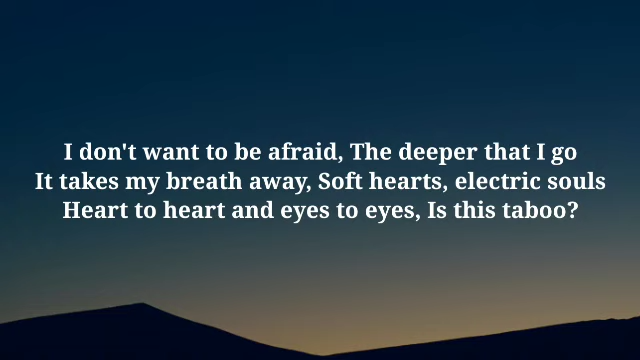 I don't want to be afraid, The deeper that I go
It takes my breath away, Soft hearts, electric souls
Heart to heart and eyes to eyes, Is this taboo?